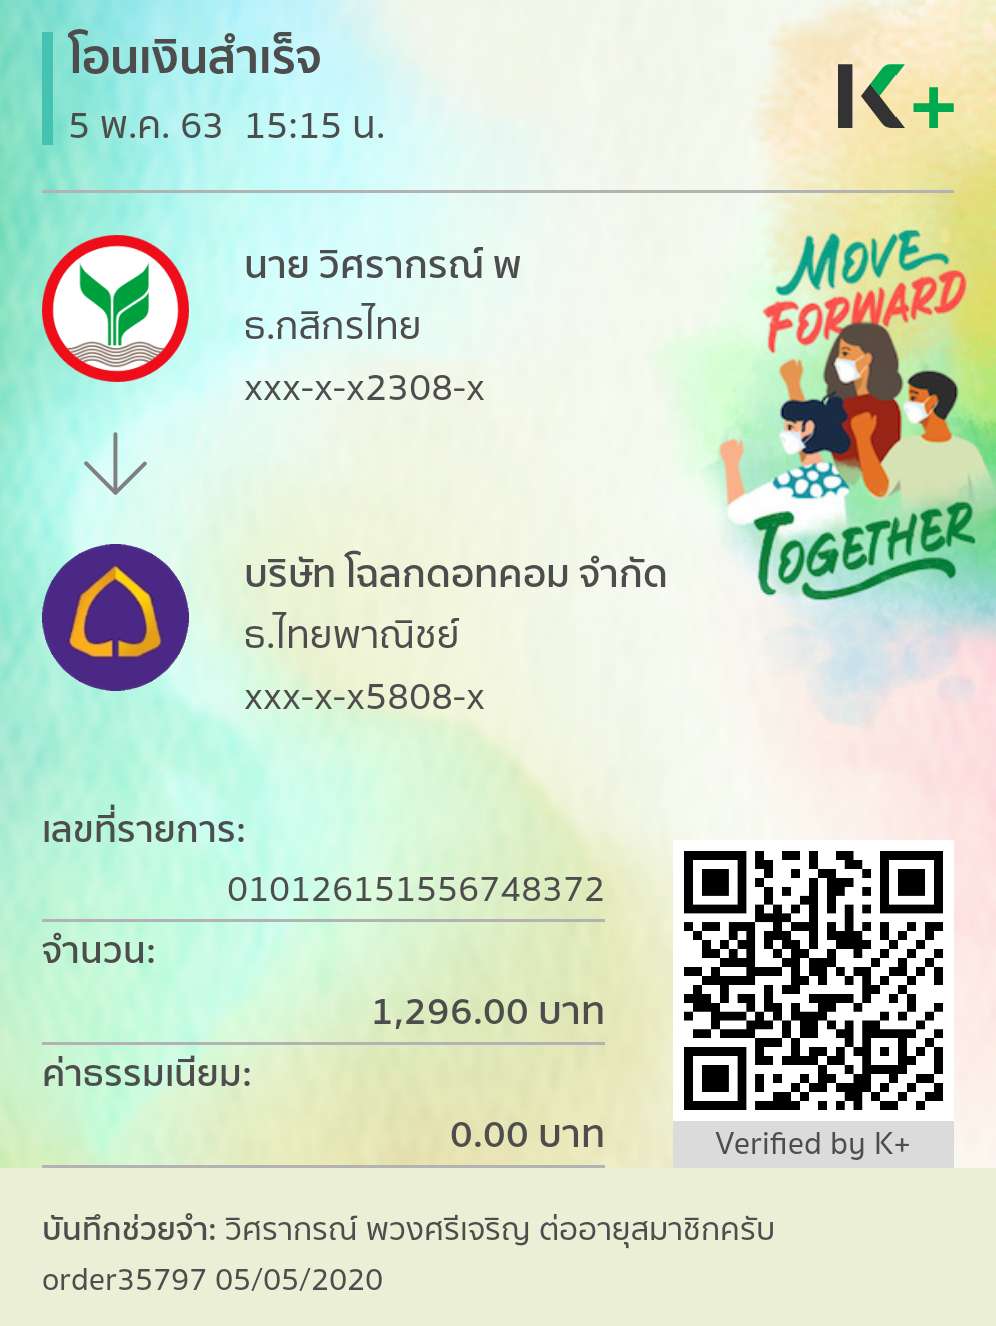 โอนเงินสำเร็จ
5 พ.ค. 63 15:15 น.
K+
นาย วิศรากรณ์ พ
ธ.กสิกรไทย
xxx-x-x2308-x
MOVE
FORWARD
TOGETHER
บริษัท โฉลกดอทคอม จำกัด
ธ.ไทยพาณิชย์
xxx-x-x5808-x
เลขที่รายการ:
010126151556748372
จำนวน:
1,296.00 บาท
ค่าธรรมเนียม:
0.00 บาท
Verified by K+
บันทึกช่วยจำ: วิศรากรณ์ พวงศรีเจริญ ต่ออายุสมาชิกครับ
order35797 05/05/2020